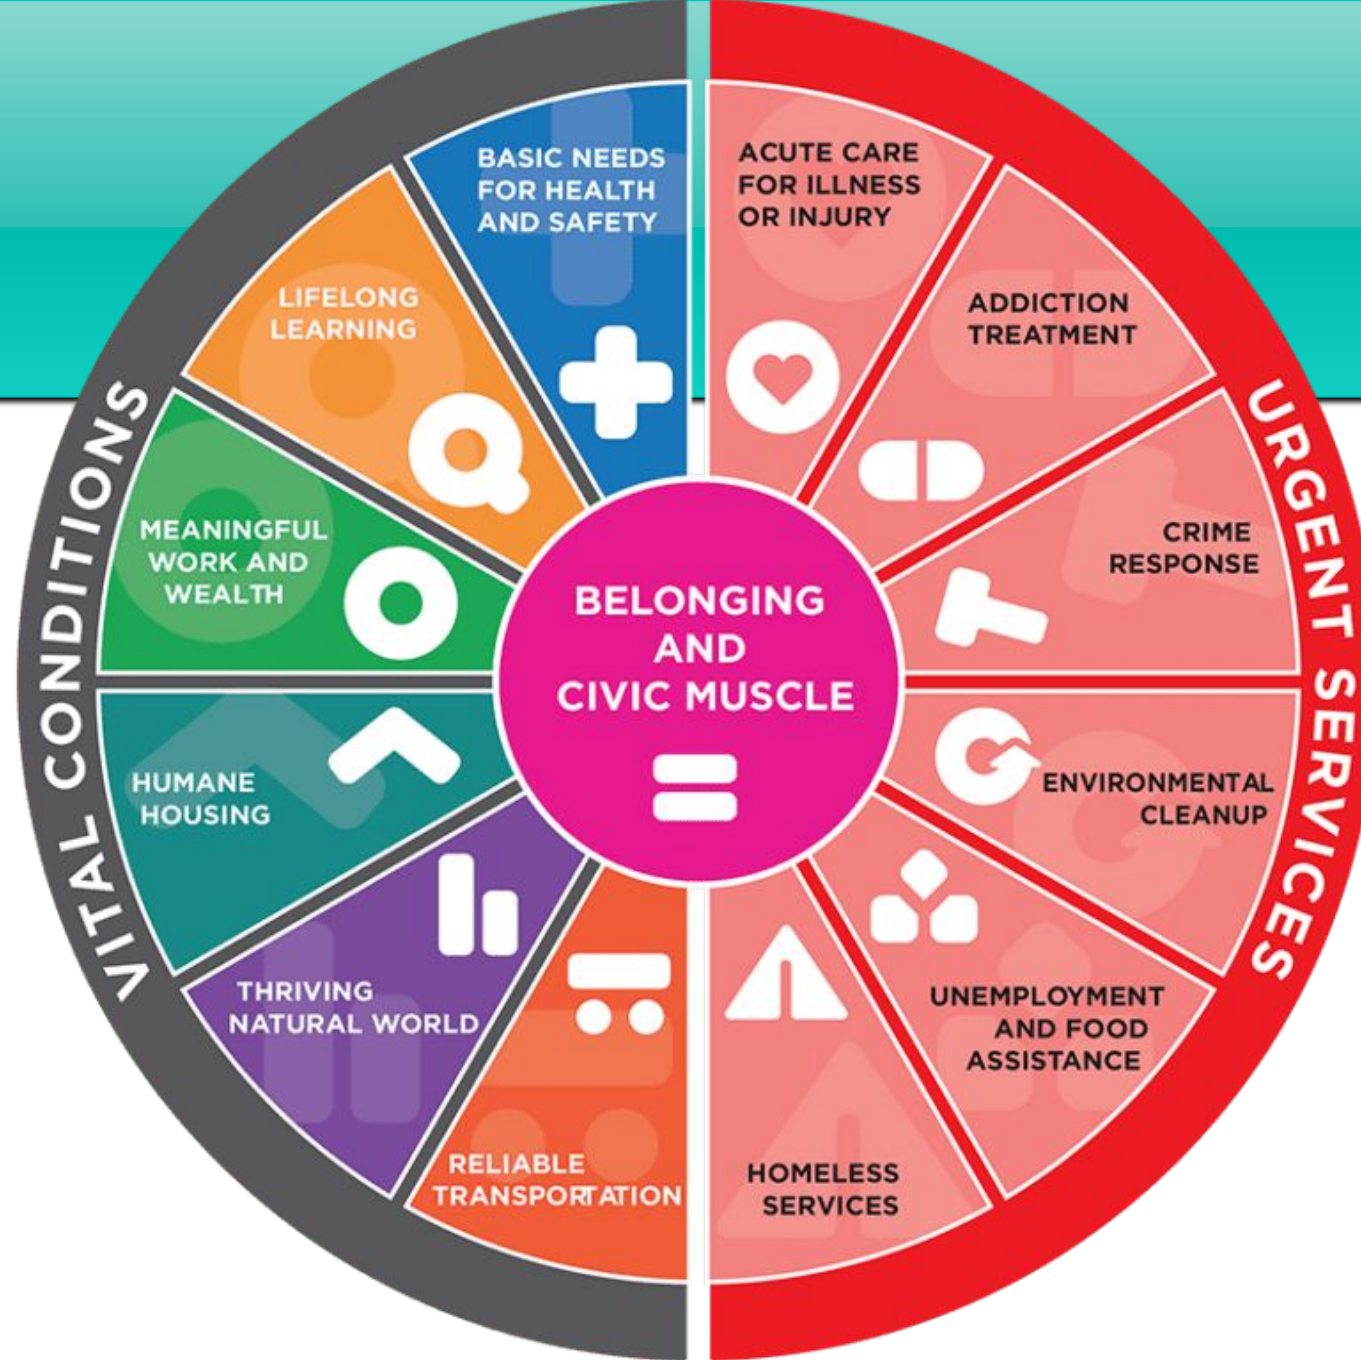 BASIC NEEDS
FOR HEALTH
AND SAFETY
ACUTE CARE
FOR ILLNESS
OR INJURY
LIFELONG
LEARNING
ADDICTION
TREATMENT
MEANINGFUL
WORK AND
WEALTH
CRIME
RESPONSE
VITAL CONDITIONS
BELONGING
AND
CIVIC MUSCLE
URGENT SERVICES
HUMANE
HOUSING
ENVIRONMENTAL
CLEANUP
THRIVING
NATURAL WORLD
UNEMPLOYMENT
AND FOOD
ASSISTANCE
RELIABLE
TRANSPORTATION
HOMELESS
SERVICES